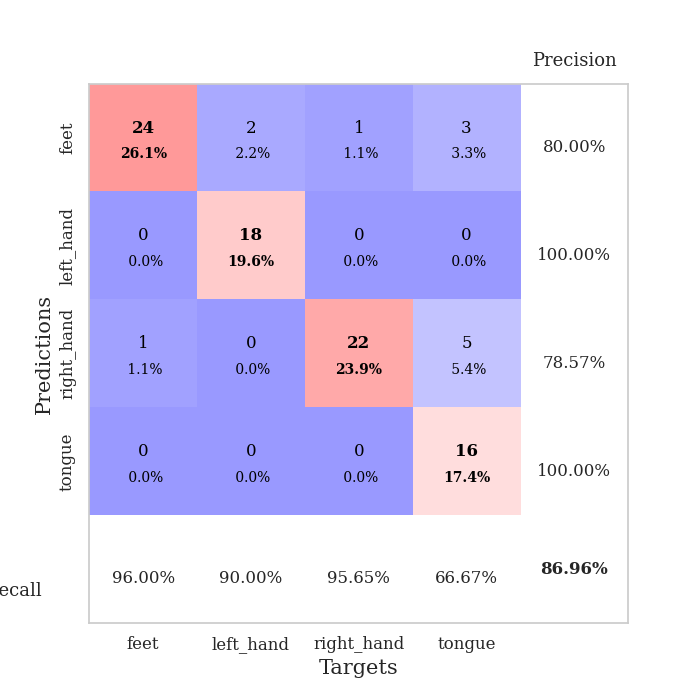 Precision
feet 24 2 1 3 80.00%
26.1% 2.2% 1.1% 3.3%
left_hand 0 18 0 0 100.00%
0.0% 19.6% 0.0% 0.0%
Predictions
right_hand 1 0 22 5 78.57%
1.1% 0.0% 23.9% 5.4%
tongue 0 0 0 16 100.00%
0.0% 0.0% 0.0% 17.4%
ecall 96.00% 90.00% 95.65% 66.67% 86.96%
feet left_hand right_hand tongue
Targets